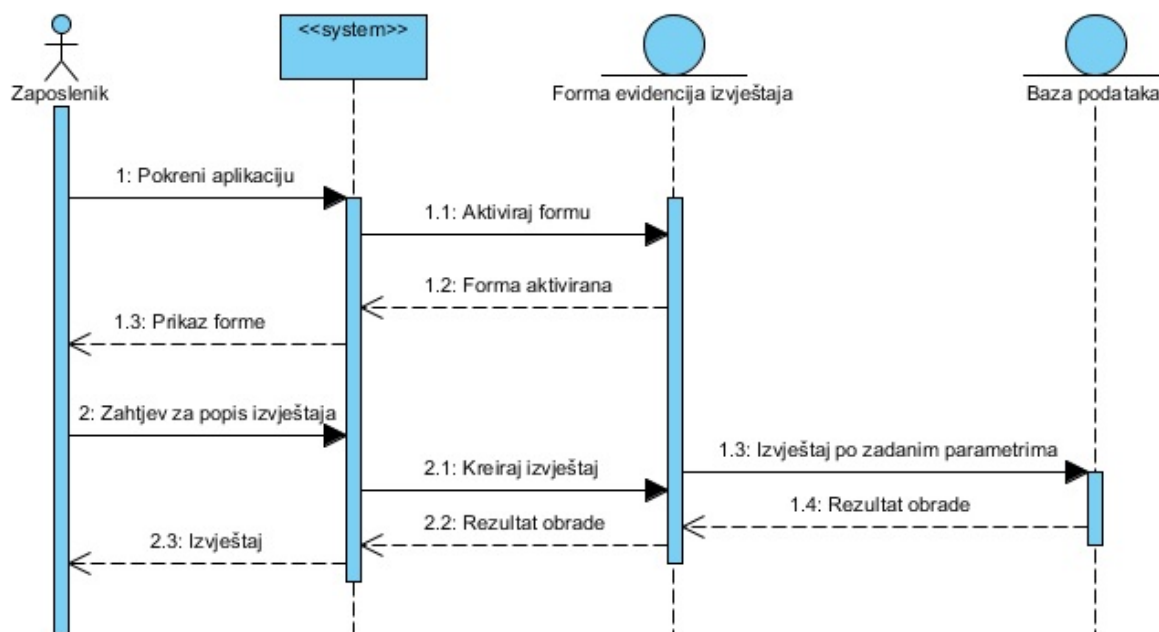 <<system>>
Zaposlenik
Forma evidencija izvještaja
Baza podataka
1: Pokreni aplikaciju
1.1: Aktiviraj formu
1.2: Forma aktivirana
1.3: Prikaz forme
2: Zahtjev za popis izvještaja
1.3: Izvještaj po zadanim parametrima
2.1: Kreiraj izvještaj
1.4: Rezultat obrade
2.2: Rezultat obrade
2.3: Izvještaj